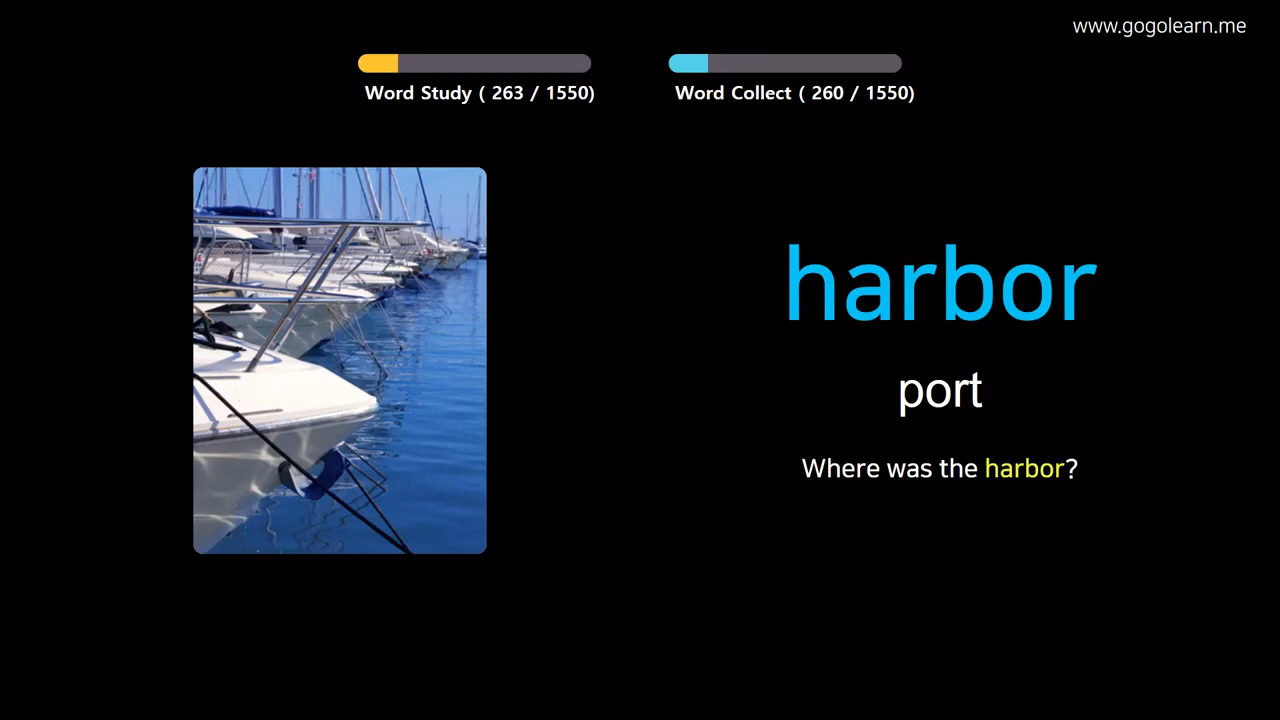 www.gogolearn.me
Word Study ( 263 / 1550)
Word Collect ( 260 / 1550)
harbor
port
Where was the harbor?